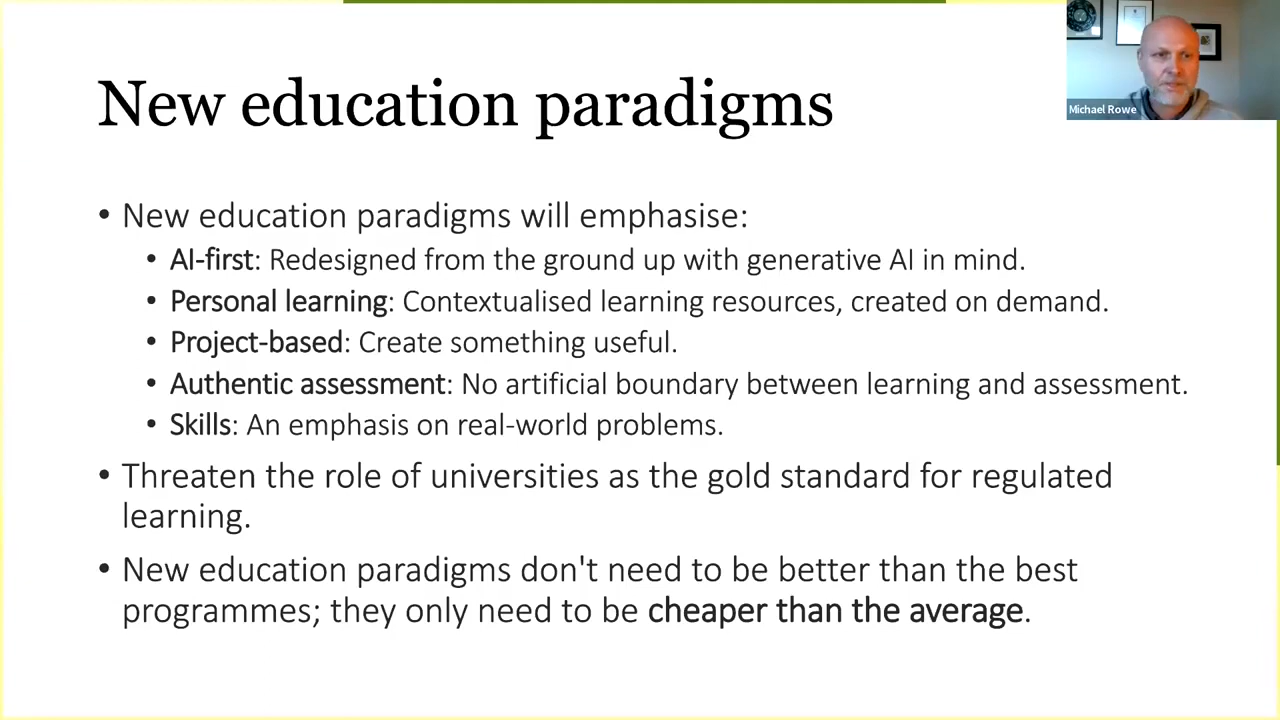 New education paradigms
Michael Rowe
• New education paradigms will emphasise:
• AI-first: Redesigned from the ground up with generative AI in mind.
• Personal learning: Contextualised learning resources, created on demand.
• Project-based: Create something useful.
• Authentic assessment: No artificial boundary between learning and assessment.
• Skills: An emphasis on real-world problems.
• Threaten the role of universities as the gold standard for regulated
learning.
• New education paradigms don't need to be better than the best
programmes; they only need to be cheaper than the average.